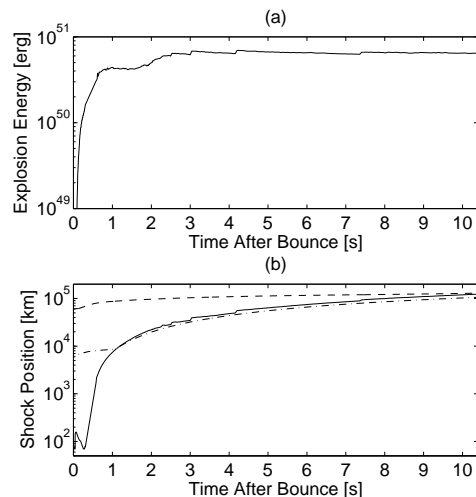 (a)
Explosion Energy [erg]
10^51
10^50
10^49
0 1 2 3 4 5 6 7 8 9 10
Time After Bounce [s]
(b)
Shock Position [km]
10^5
10^4
10^3
10^2
0 1 2 3 4 5 6 7 8 9 10
Time After Bounce [s]